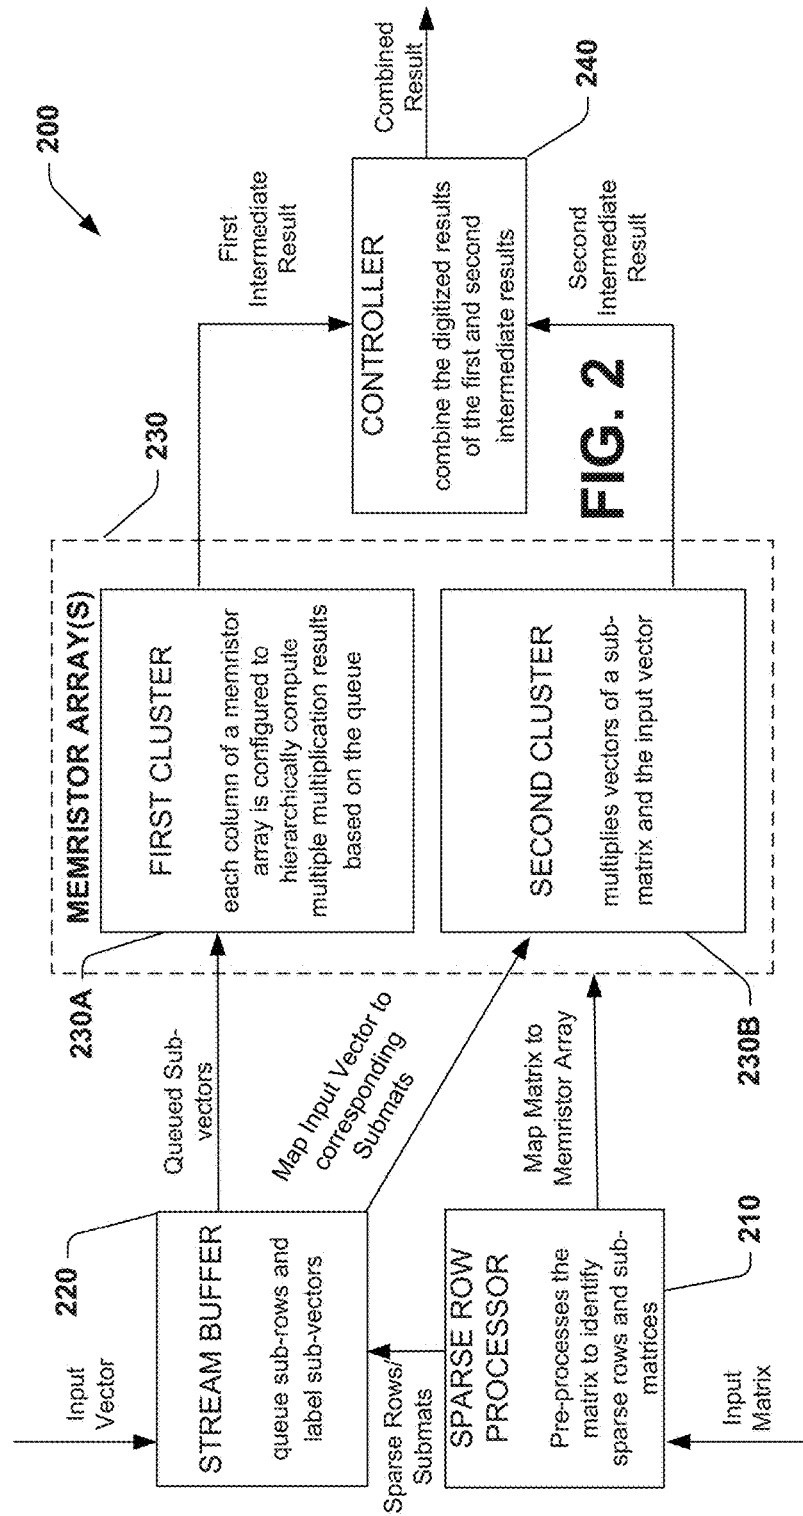 200
Input
Vector
220
STREAM BUFFER
queue sub-rows and
label sub-vectors
Sparse Rows/
Submats
SPARSE ROW
PROCESSOR
Pre-processes the
matrix to identify
sparse rows and sub-
matrices
210
Input
Matrix
Queued Sub-
vectors
Map Input Vector to
corresponding
Submats
Map Matrix to
Memristor Array
230
MEMRISTOR ARRAY(S)
230A
FIRST CLUSTER
each column of a memristor
array is configured to
hierarchically compute
multiple multiplication results
based on the queue
230B
SECOND CLUSTER
multiplies vectors of a sub-
matrix and the input vector
First
Intermediate
Result
CONTROLLER
combine the digitized results
of the first and second
intermediate results
240
Second
Intermediate
Result
Combined
Result
FIG. 2